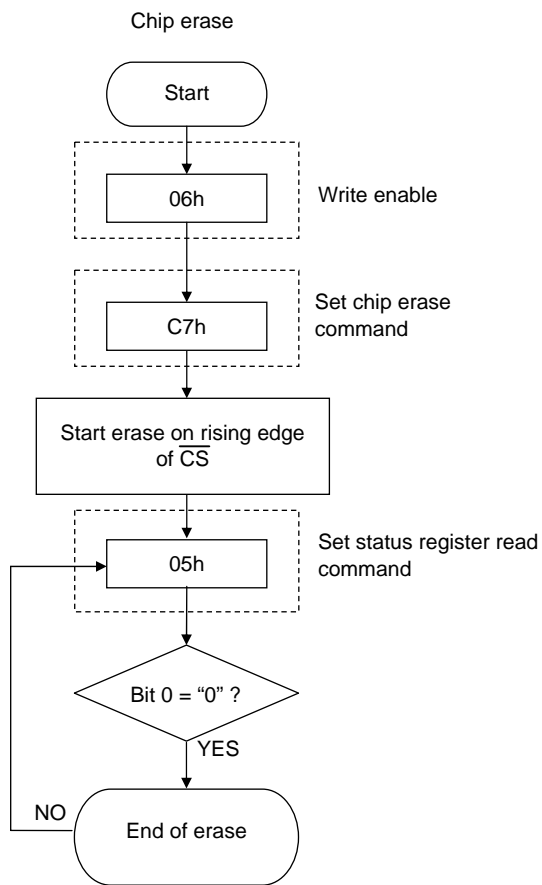 Chip erase
Start
06h
Write enable
C7h
Set chip erase
command
Start erase on rising edge
of C̅S̅
05h
Set status register read
command
Bit 0 = “0” ?
YES
NO
End of erase